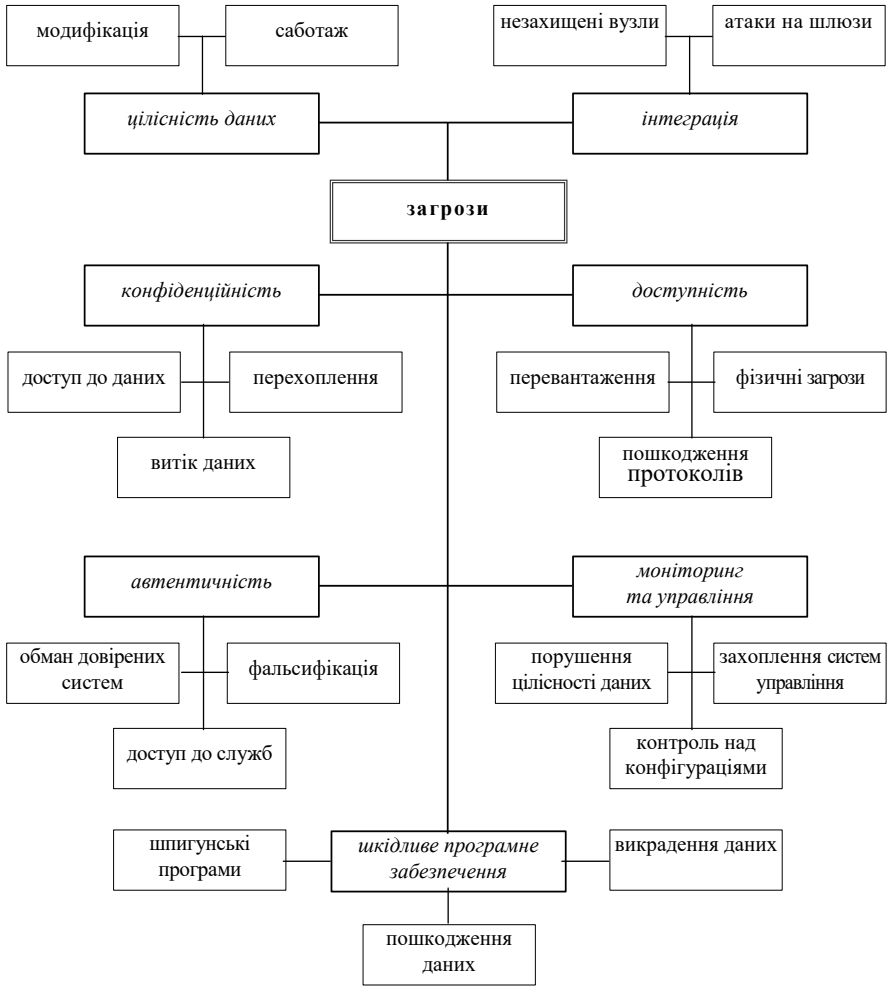 модифікація
саботаж
незахищені вузли
атаки на шлюзи
цілісність даних
інтеграція
загрози
конфіденційність
доступність
доступ до даних
перехоплення
перевантаження
фізичні загрози
витік даних
пошкодження
протоколів
автентичність
моніторинг
та управління
обман довірених
систем
фальсифікація
порушення
цілісності даних
захоплення систем
управління
доступ до служб
контроль над
конфігураціями
шпигунські
програми
шкідливе програмне
забезпечення
викрадення даних
пошкодження
даних